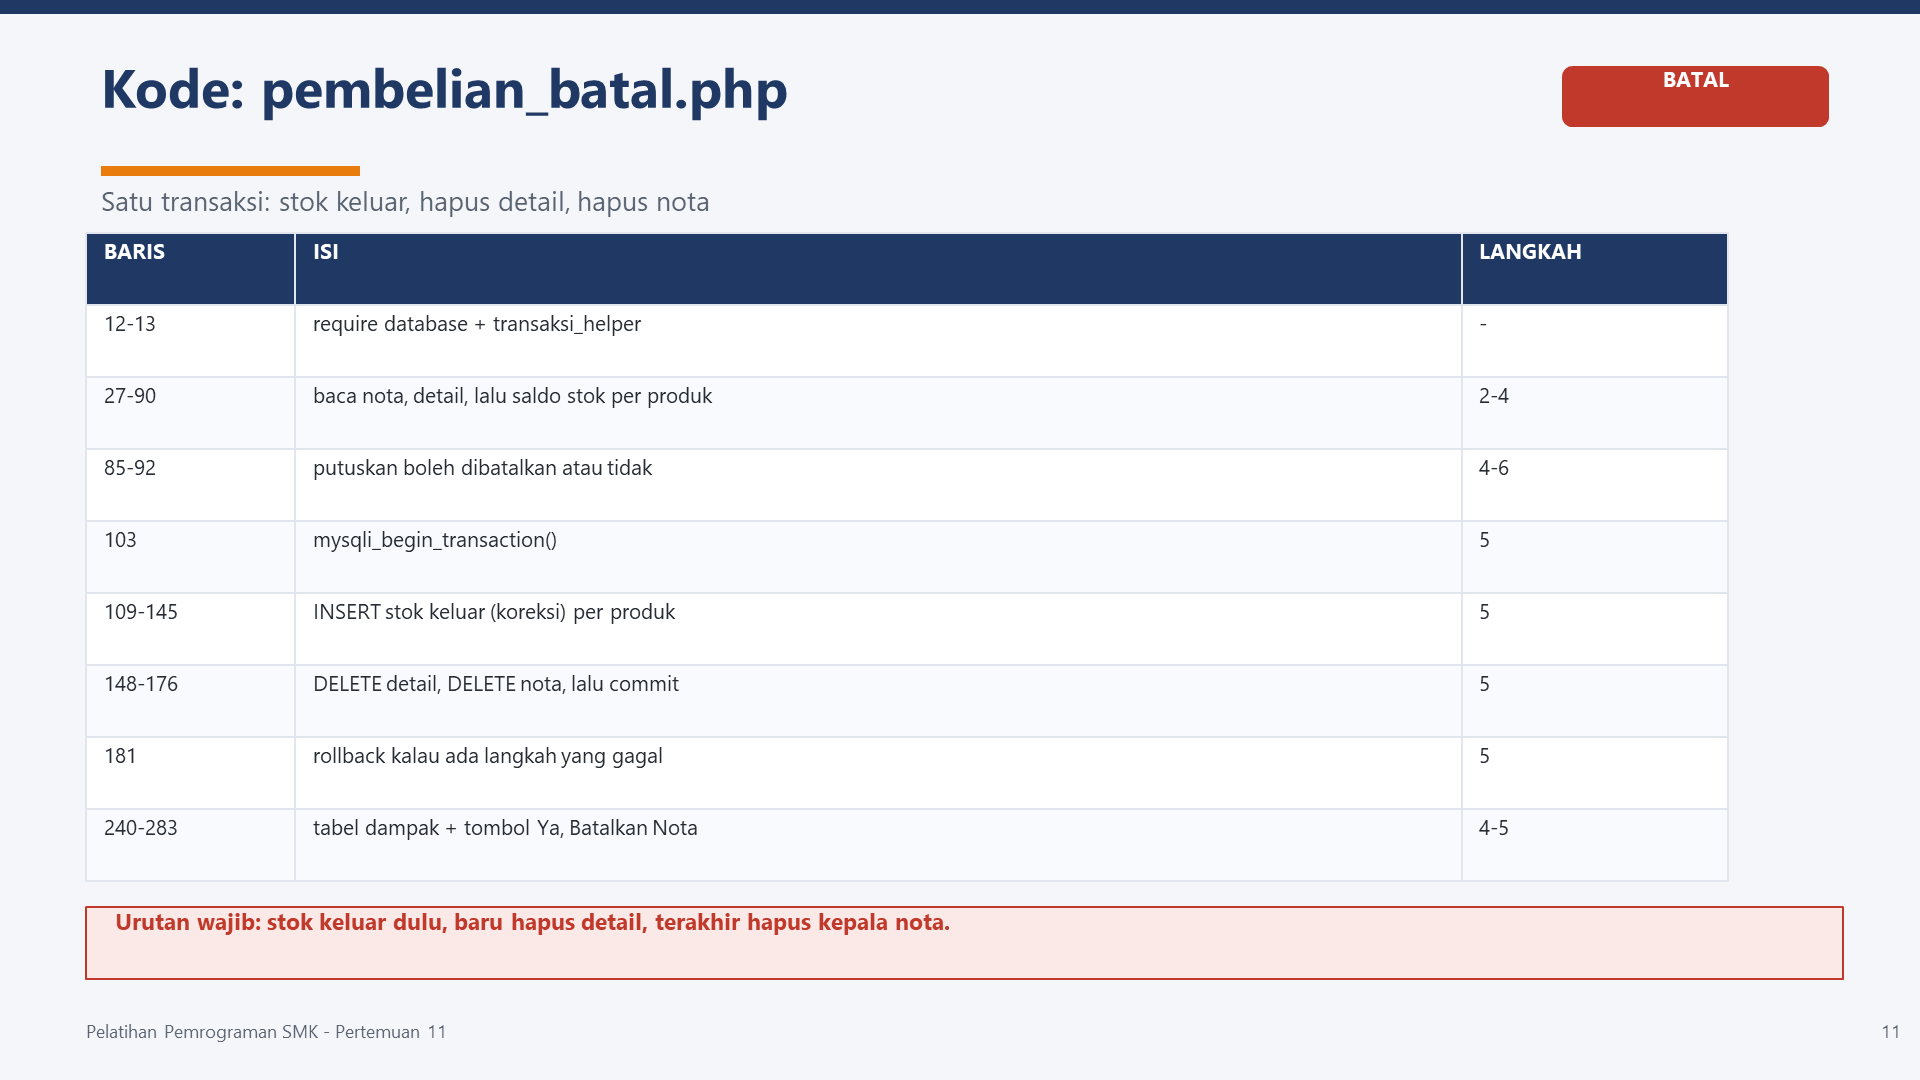 Kode: pembelian_batal.php
BATAL
Satu transaksi: stok keluar, hapus detail, hapus nota
BARIS ISI LANGKAH
12-13 require database + transaksi_helper -
27-90 baca nota, detail, lalu saldo stok per produk 2-4
85-92 putuskan boleh dibatalkan atau tidak 4-6
103 mysqli_begin_transaction() 5
109-145 INSERT stok keluar (koreksi) per produk 5
148-176 DELETE detail, DELETE nota, lalu commit 5
181 rollback kalau ada langkah yang gagal 5
240-283 tabel dampak + tombol Ya, Batalkan Nota 4-5
Urutan wajib: stok keluar dulu, baru hapus detail, terakhir hapus kepala nota.
Pelatihan Pemrograman SMK - Pertemuan 11
11